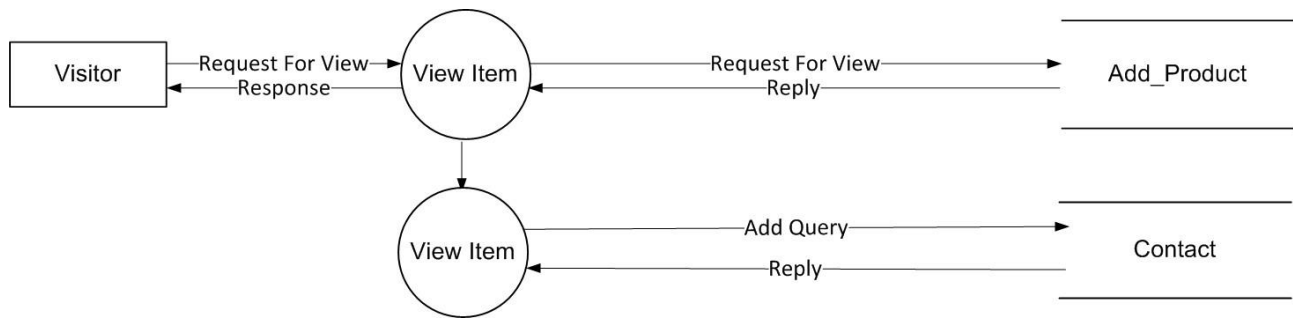 Visitor
Request For View
Response
View Item
Request For View
Reply
Add_Product
View Item
Add Query
Reply
Contact